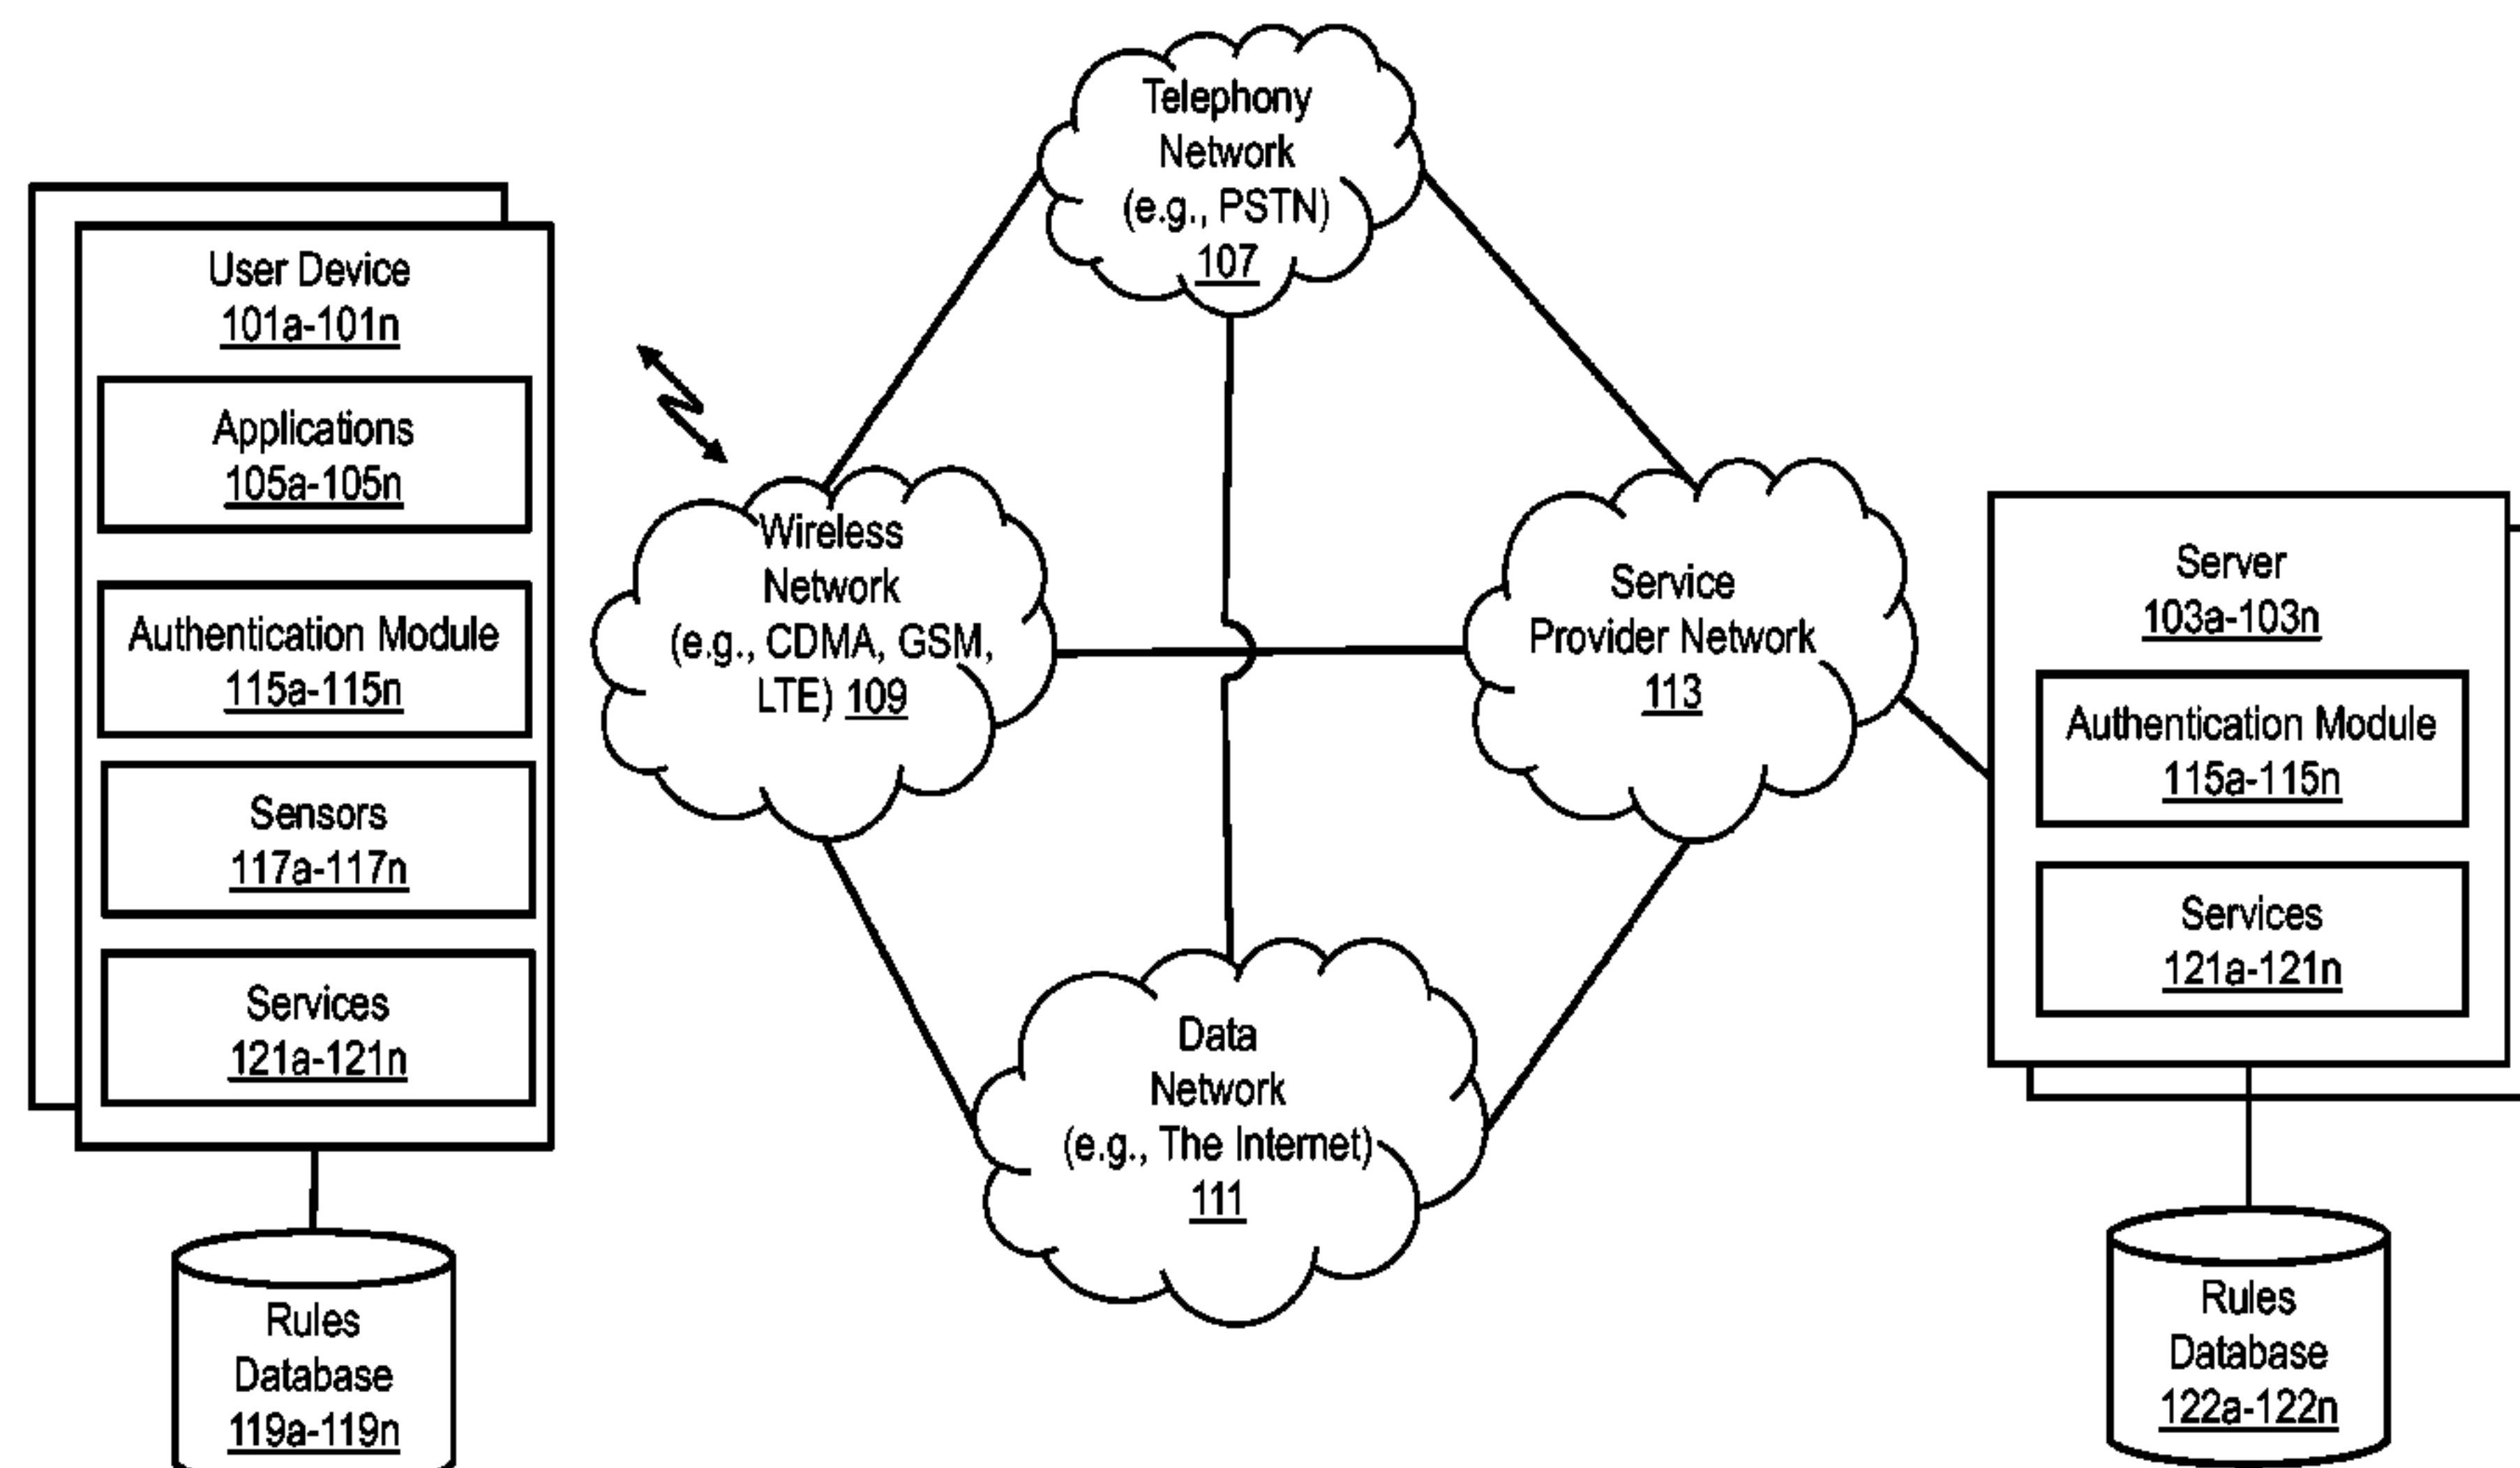 User Device
101a-101n
Applications
105a-105n
Authentication Module
115a-115n
Sensors
117a-117n
Services
121a-121n
Rules
Database
119a-119n
Telephony
Network
(e.g., PSTN)
107
Wireless
Network
(e.g., CDMA, GSM,
LTE) 109
Service
Provider Network
113
Data
Network
(e.g., The Internet)
111
Server
103a-103n
Authentication Module
115a-115n
Services
121a-121n
Rules
Database
122a-122n